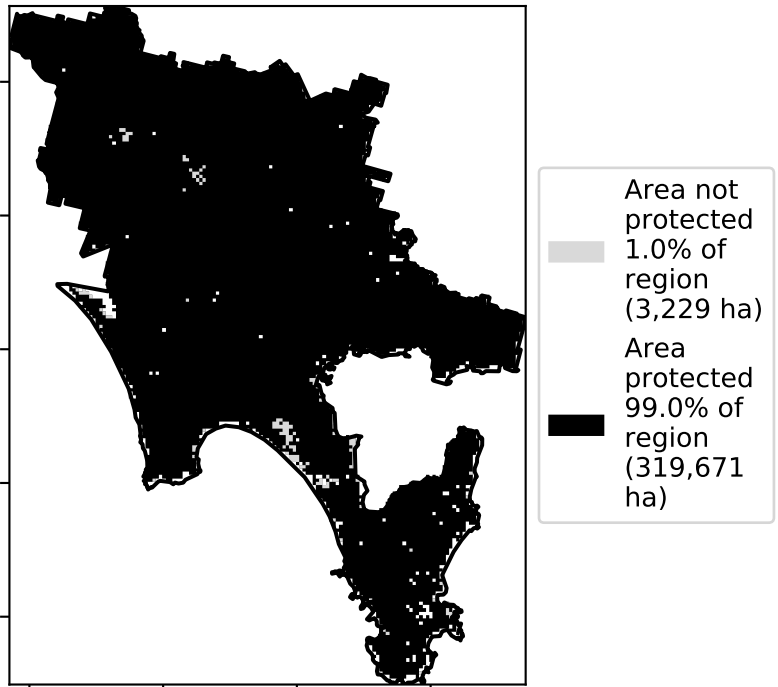 Area not
protected
1.0% of
region
(3,229 ha)
Area
protected
99.0% of
region
(319,671
ha)